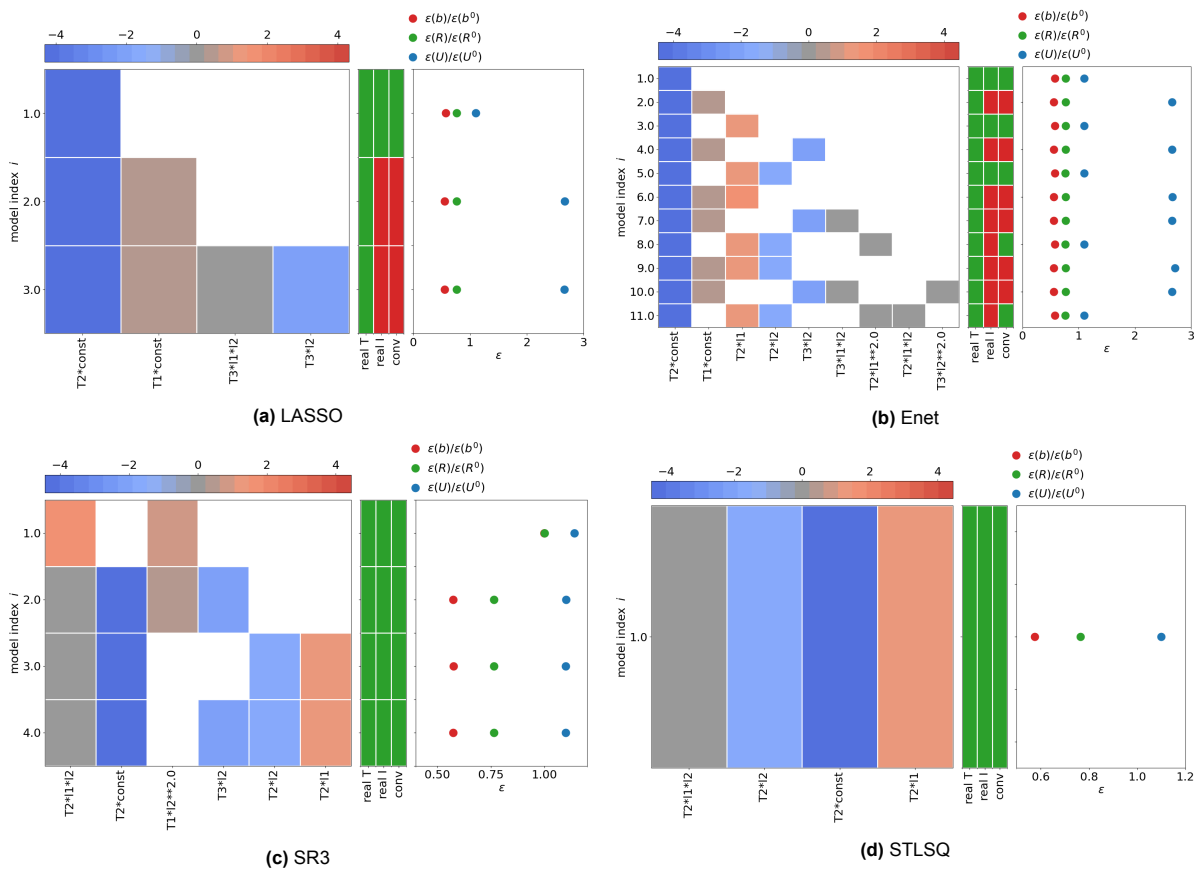 ε(b)/ε(b⁰)
ε(R)/ε(R⁰)
ε(U)/ε(U⁰)
−4 −2 0 2 4
model index i
1.0
2.0
3.0
T2*const
T1*const
T3*I1*I2
T3*I2
real T
real I
conv
0 1 2 3
ε
(a) LASSO
ε(b)/ε(b⁰)
ε(R)/ε(R⁰)
ε(U)/ε(U⁰)
−4 −2 0 2 4
model index i
1.0
2.0
3.0
4.0
5.0
6.0
7.0
8.0
9.0
10.0
11.0
T2*const
T1*const
T2*I1
T2*I2
T3*I2
T3*I1*I2
T2*I1**2.0
T2*I1*I2
T3*I2**2.0
real T
real I
conv
0 1 2 3
ε
(b) Enet
ε(b)/ε(b⁰)
ε(R)/ε(R⁰)
ε(U)/ε(U⁰)
−4 −2 0 2 4
model index i
1.0
2.0
3.0
4.0
T2*I1*I2
T2*const
T1*I2**2.0
T3*I2
T2*I2
T2*I1
real T
real I
conv
0.50 0.75 1.00
ε
(c) SR3
ε(b)/ε(b⁰)
ε(R)/ε(R⁰)
ε(U)/ε(U⁰)
−4 −2 0 2 4
model index i
1.0
T2*I1*I2
T2*I2
T2*const
T2*I1
real T
real I
conv
0.6 0.8 1.0 1.2
ε
(d) STLSQ